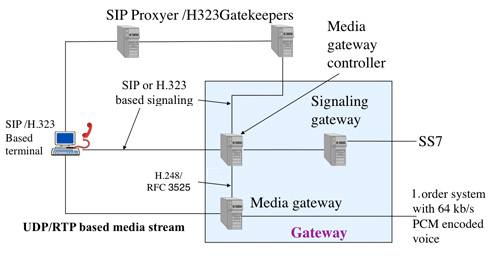 SIP Proxyer /H323Gatekeepers
Media
gateway
controller
SIP or H.323
based signaling
Signaling
gateway
SIP /H.323
Based
terminal
SS7
H.248/
RFC 3525
Media gateway
1.order system
with 64 kb/s
PCM encoded
voice
UDP/RTP based media stream
Gateway